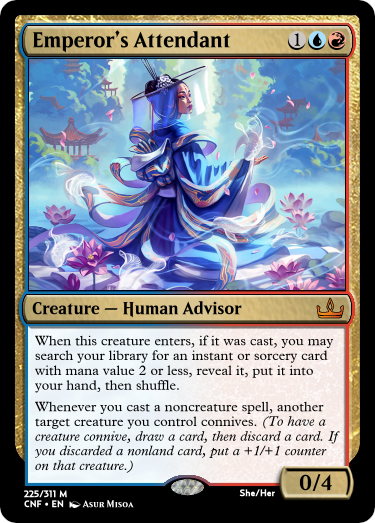 Emperor's Attendant 1
Creature — Human Advisor
When this creature enters, if it was cast, you may
search your library for an instant or sorcery card
with mana value 2 or less, reveal it, put it into
your hand, then shuffle.
Whenever you cast a noncreature spell, another
target creature you control connives. (To have a
creature connive, draw a card, then discard a card. If
you discarded a nonland card, put a +1/+1 counter
on that creature.)
0/4
225/311 M She/Her
CNF • EN Asur Misoa